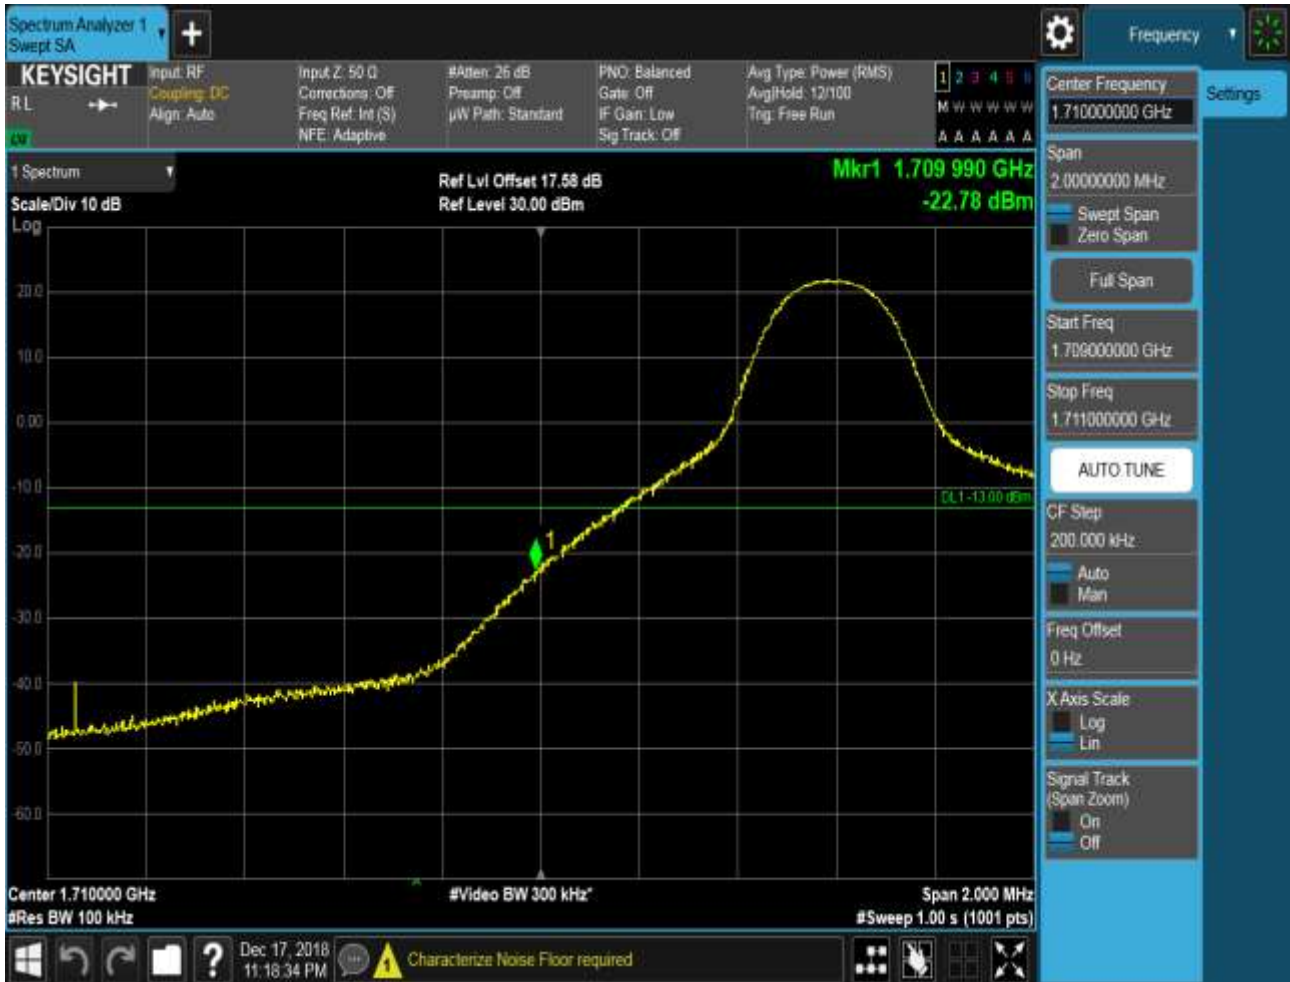 Spectrum Analyzer 1
Swept SA
+
Frequency
KEYSIGHT
RL
Input: RF
Coupling: DC
Align: Auto
Input Z: 50 Ω
Corrections: Off
Freq Ref: Int (S)
NFE: Adaptive
#Atten: 26 dB
Preamp: Off
µW Path: Standard
PNO: Balanced
Gate: Off
IF Gain: Low
Sig Track: Off
Avg Type: Power (RMS)
Avg|Hold: 12/100
Trig: Free Run
1 2 3 4 5 6
M W W W W W
A A A A A A
1 Spectrum
Scale/Div 10 dB
Log
Ref Lvl Offset 17.58 dB
Ref Level 30.00 dBm
Mkr1 1.709 990 GHz
-22.78 dBm
20.0
10.0
0.00
-10.0
-20.0
-30.0
-40.0
-50.0
-60.0
DL1 -13.00 dBm
1
Center 1.710000 GHz
#Res BW 100 kHz
#Video BW 300 kHz*
Span 2.000 MHz
#Sweep 1.00 s (1001 pts)
Center Frequency
1.710000000 GHz
Settings
Span
2.00000000 MHz
Swept Span
Zero Span
Full Span
Start Freq
1.709000000 GHz
Stop Freq
1.711000000 GHz
AUTO TUNE
CF Step
200.000 kHz
Auto
Man
Freq Offset
0 Hz
X Axis Scale
Log
Lin
Signal Track
(Span Zoom)
On
Off
?
Dec 17, 2018
11:18:34 PM
Characterize Noise Floor required